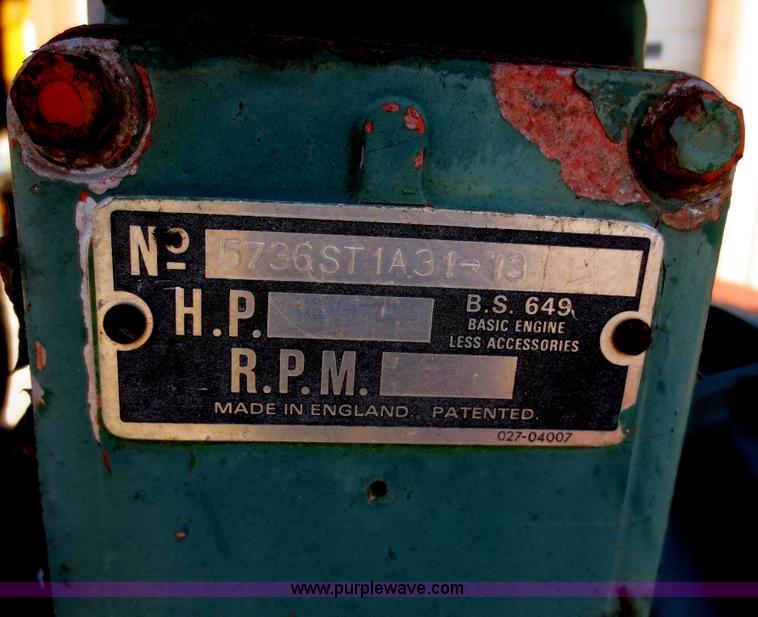 Nº 5736ST1A31-13
H.P.
B.S. 649
BASIC ENGINE
LESS ACCESSORIES
R.P.M.
MADE IN ENGLAND. PATENTED.
027-04007
www.purplewave.com